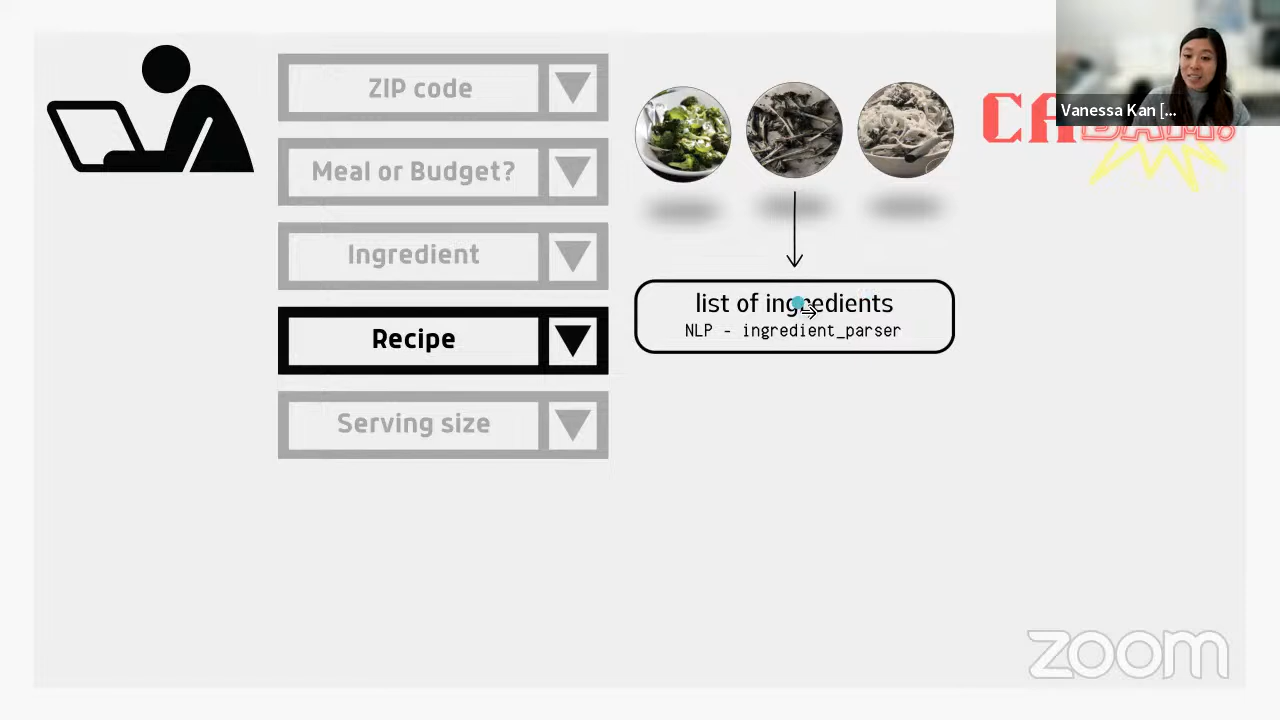 ZIP code
Meal or Budget?
Ingredient
Recipe
Serving size
list of ingredients
NLP - ingredient_parser
Vanessa Kan [...
zoom